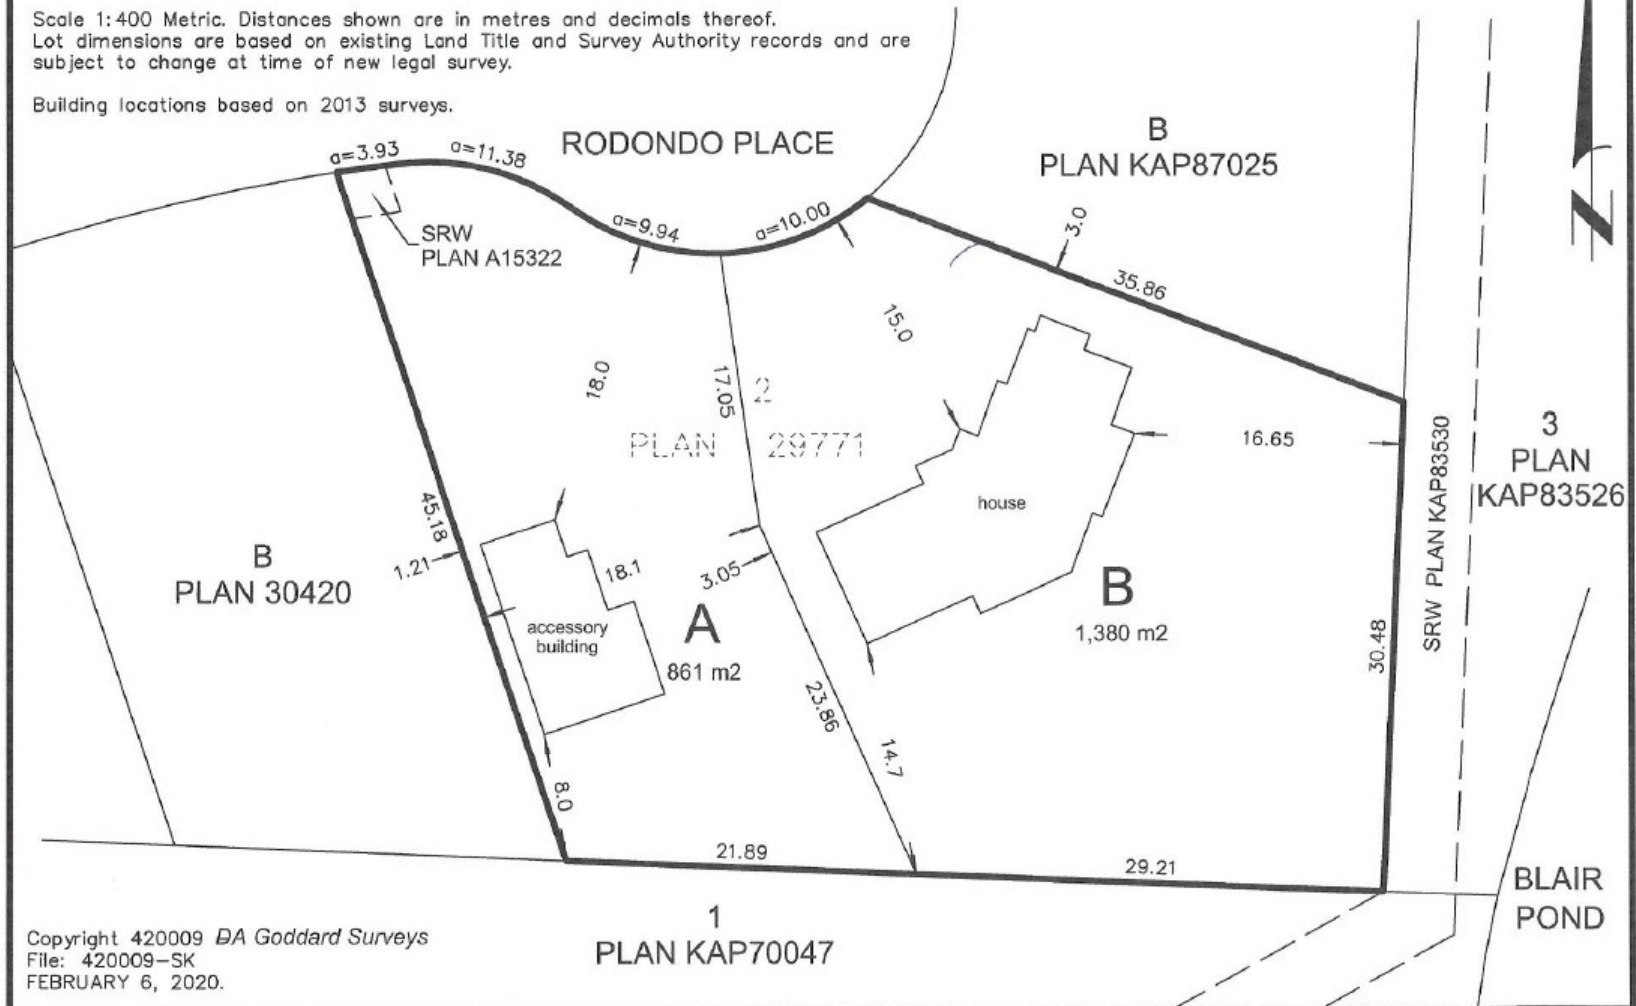 Scale 1:400 Metric. Distances shown are in metres and decimals thereof.
Lot dimensions are based on existing Land Title and Survey Authority records and are
subject to change at time of new legal survey.
Building locations based on 2013 surveys.
RODONDO PLACE
B
PLAN KAP87025
a=3.93
a=11.38
a=9.94
a=10.00
SRW
PLAN A15322
3.0
35.86
N
15.0
18.0
17.05
2
PLAN 29771
16.65
3
PLAN
KAP83526
SRW PLAN KAP83530
house
45.18
1.21
B
PLAN 30420
18.1
3.05
accessory
building
A
861 m2
B
1,380 m2
30.48
23.86
14.7
8.0
21.89
29.21
BLAIR
POND
1
PLAN KAP70047
Copyright 420009 DA Goddard Surveys
File: 420009-SK
FEBRUARY 6, 2020.